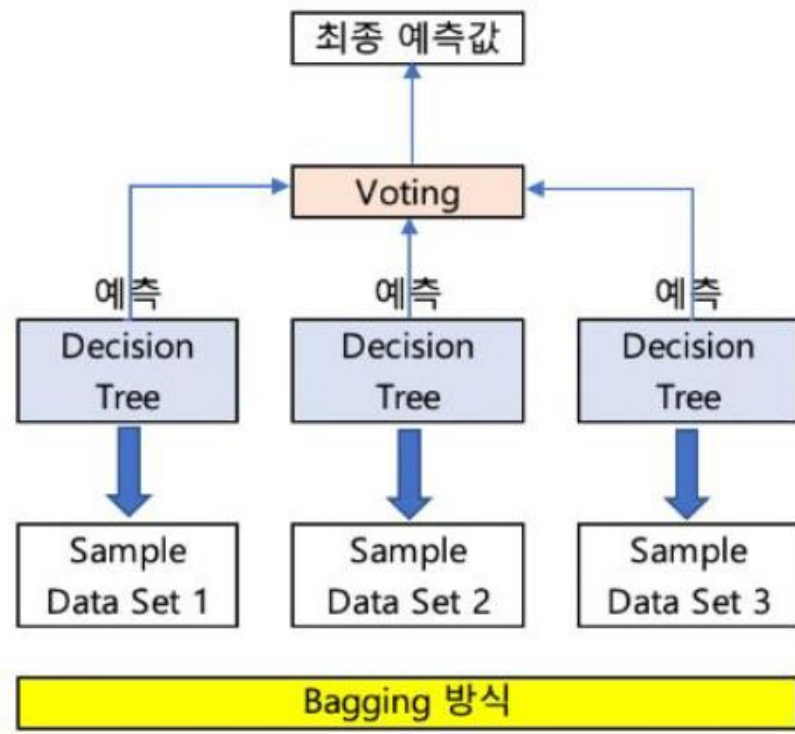 최종 예측값
Voting
예측 예측 예측
Decision Decision Decision
Tree Tree Tree
Sample Sample Sample
Data Set 1 Data Set 2 Data Set 3
Bagging 방식